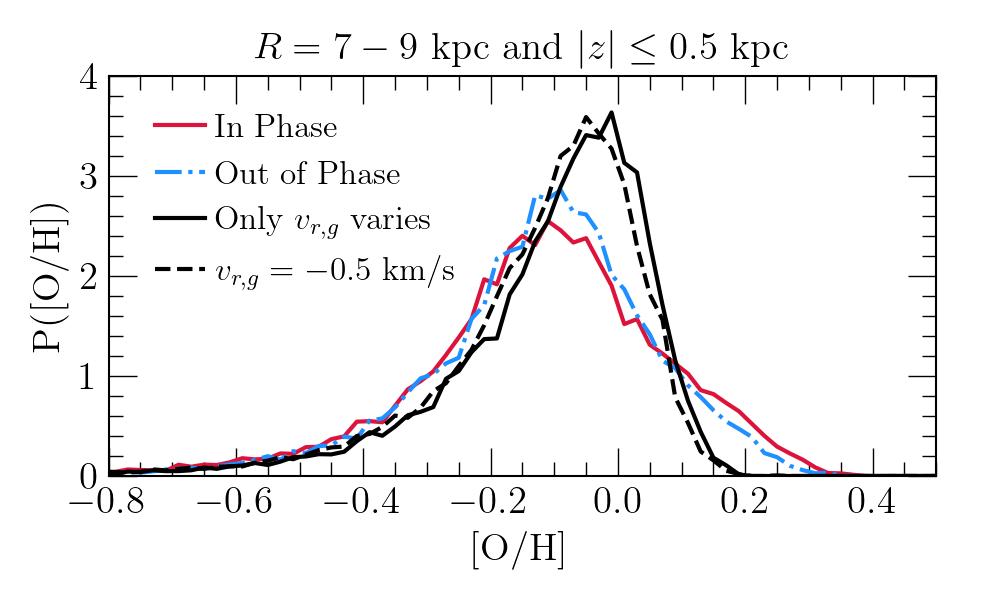 R = 7 − 9 kpc and |z| ≤ 0.5 kpc
P([O/H])
4
3
2
1
0
In Phase
Out of Phase
Only v_{r,g} varies
v_{r,g} = −0.5 km/s
−0.8 −0.6 −0.4 −0.2 0.0 0.2 0.4
[O/H]